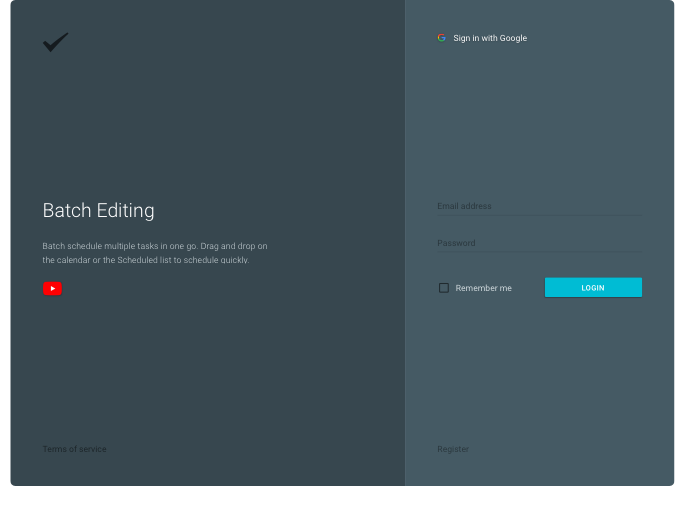 Batch Editing
Batch schedule multiple tasks in one go. Drag and drop on
the calendar or the Scheduled list to schedule quickly.
Terms of service
Sign in with Google
Email address
Password
Remember me
LOGIN
Register